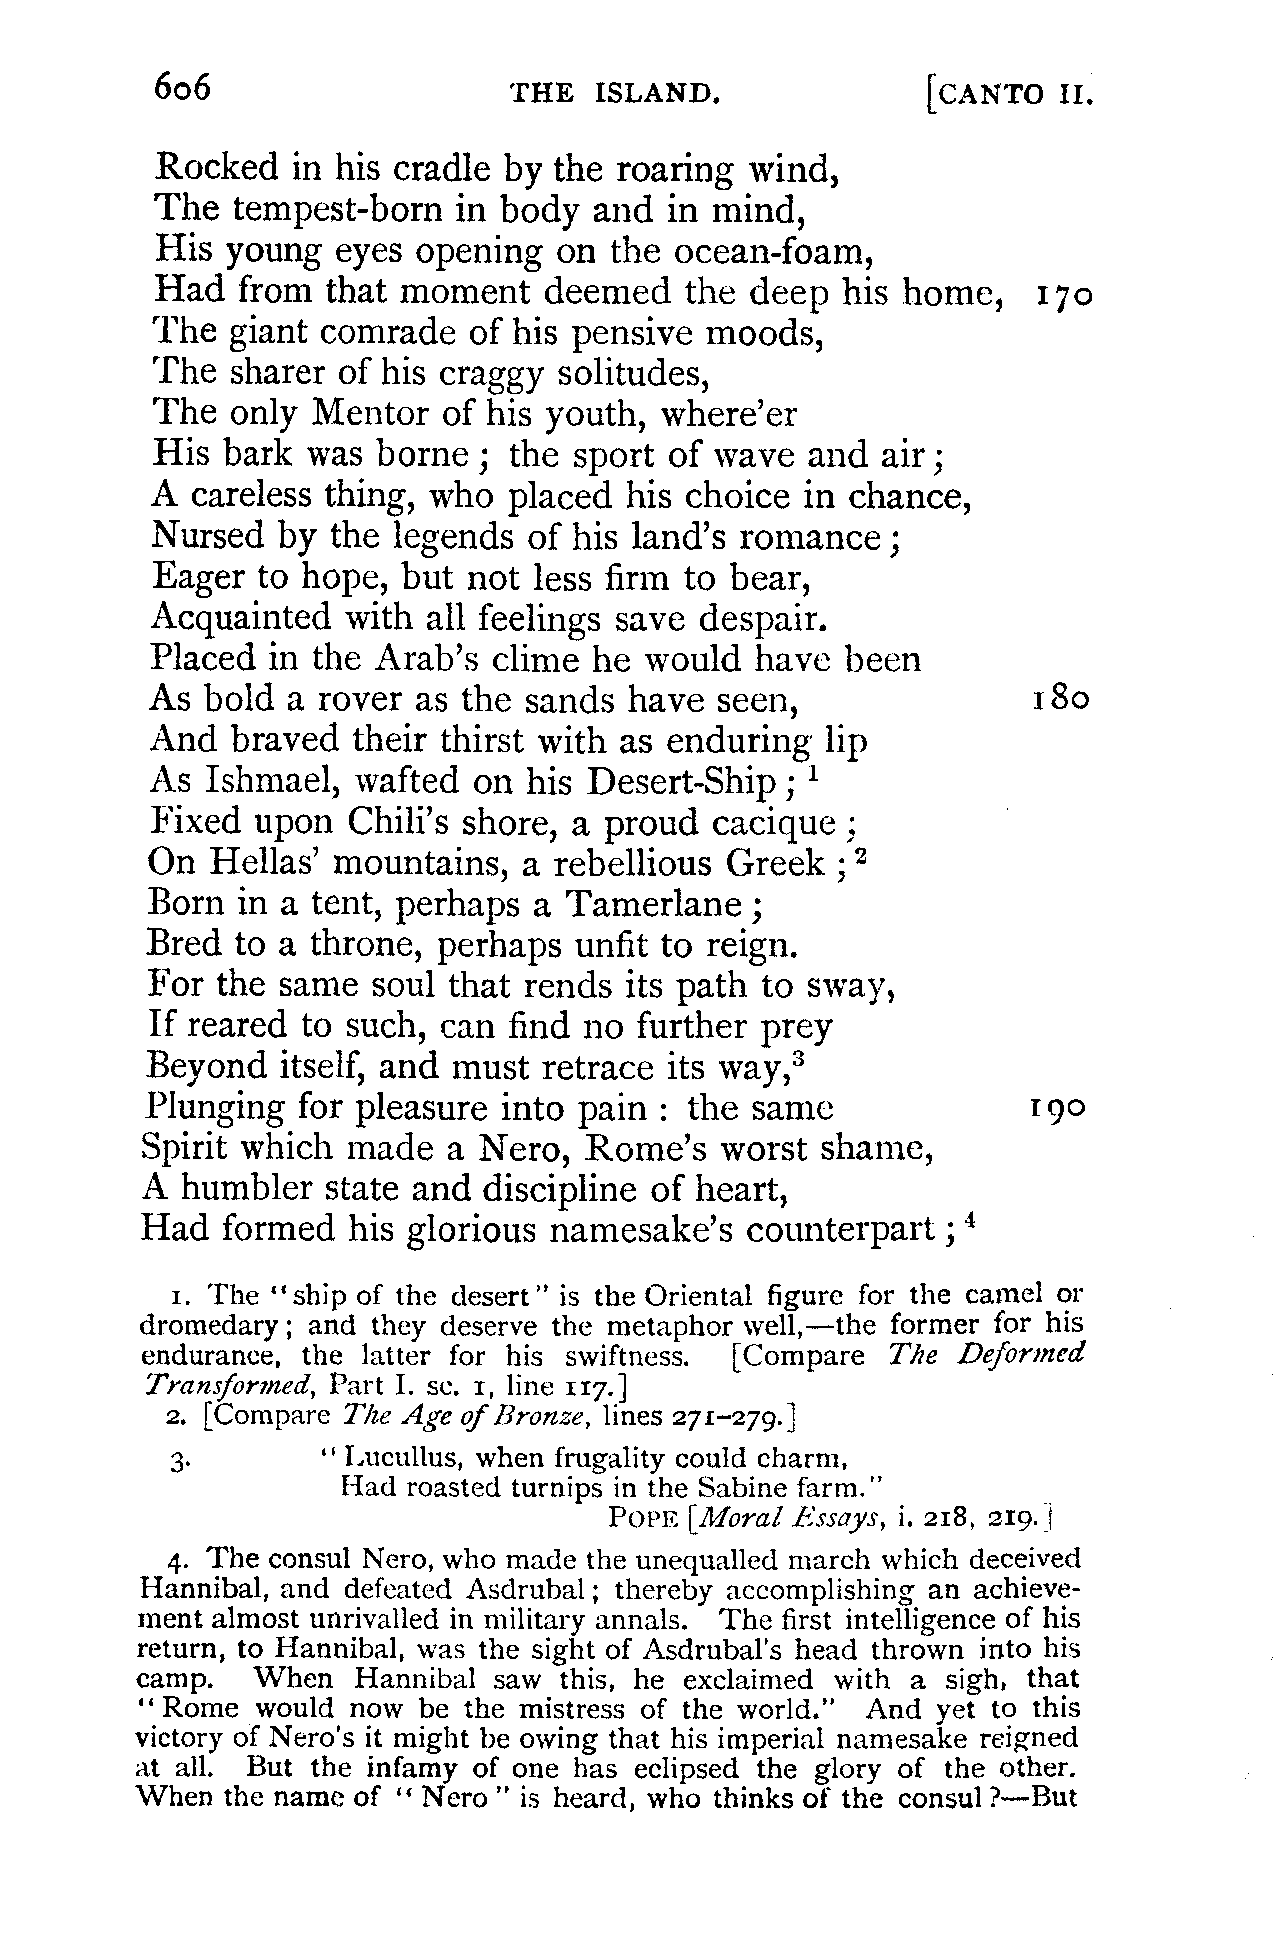 606 THE ISLAND. [CANTO II.
Rocked in his cradle by the roaring wind,
The tempest-born in body and in mind,
His young eyes opening on the ocean-foam,
Had from that moment deemed the deep his home, 170
The giant comrade of his pensive moods,
The sharer of his craggy solitudes,
The only Mentor of his youth, where'er
His bark was borne; the sport of wave and air;
A careless thing, who placed his choice in chance,
Nursed by the legends of his land's romance;
Eager to hope, but not less firm to bear,
Acquainted with all feelings save despair.
Placed in the Arab's clime he would have been
As bold a rover as the sands have seen, 180
And braved their thirst with as enduring lip
As Ishmael, wafted on his Desert-Ship; ¹
Fixed upon Chili's shore, a proud cacique;
On Hellas' mountains, a rebellious Greek; ²
Born in a tent, perhaps a Tamerlane;
Bred to a throne, perhaps unfit to reign.
For the same soul that rends its path to sway,
If reared to such, can find no further prey
Beyond itself, and must retrace its way,³
Plunging for pleasure into pain: the same 190
Spirit which made a Nero, Rome's worst shame,
A humbler state and discipline of heart,
Had formed his glorious namesake's counterpart; ⁴
1. The "ship of the desert" is the Oriental figure for the camel or
dromedary; and they deserve the metaphor well,—the former for his
endurance, the latter for his swiftness. [Compare The Deformed
Transformed, Part I. sc. 1, line 117.]
2. [Compare The Age of Bronze, lines 271–279.]
3. "Lucullus, when frugality could charm,
Had roasted turnips in the Sabine farm."
POPE [Moral Essays, i. 218, 219.]
4. The consul Nero, who made the unequalled march which deceived
Hannibal, and defeated Asdrubal; thereby accomplishing an achieve-
ment almost unrivalled in military annals. The first intelligence of his
return, to Hannibal, was the sight of Asdrubal's head thrown into his
camp. When Hannibal saw this, he exclaimed with a sigh, that
"Rome would now be the mistress of the world." And yet to this
victory of Nero's it might be owing that his imperial namesake reigned
at all. But the infamy of one has eclipsed the glory of the other.
When the name of "Nero" is heard, who thinks of the consul?—But